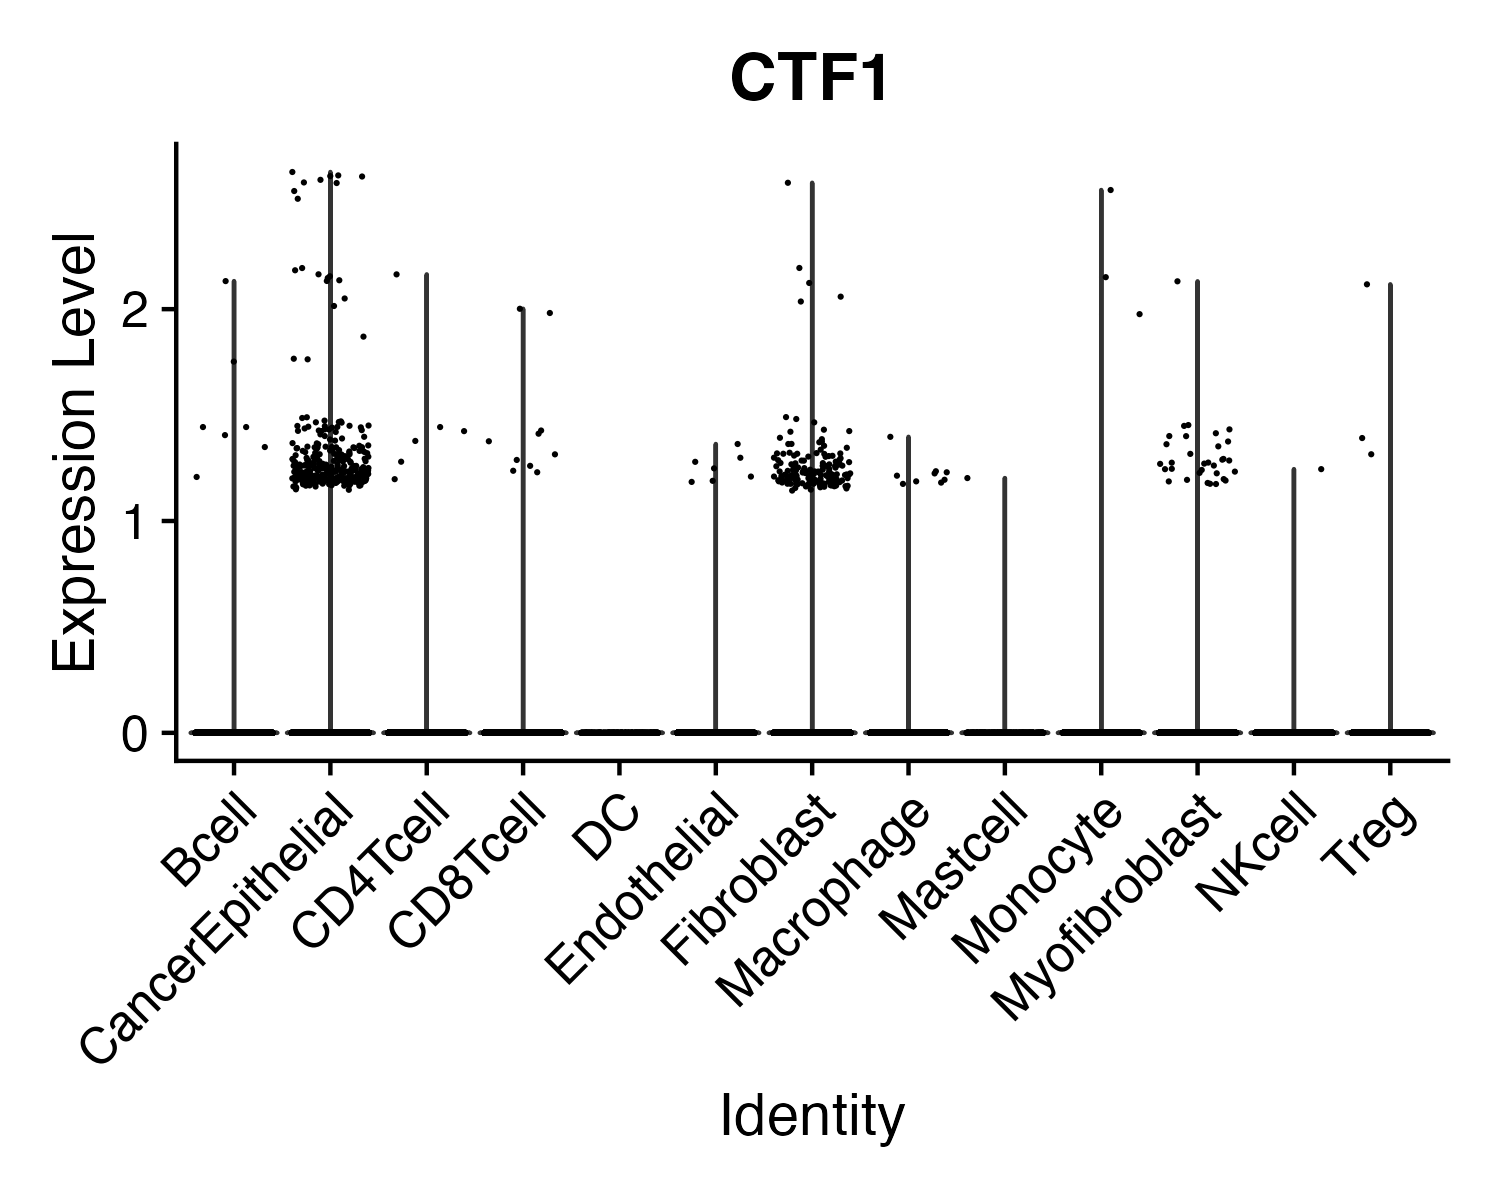 CTF1
Expression Level
2
1
0
Bcell
CancerEpithelial
CD4Tcell
CD8Tcell
DC
Endothelial
Fibroblast
Macrophage
Mastcell
Monocyte
Myofibroblast
NKcell
Treg
Identity